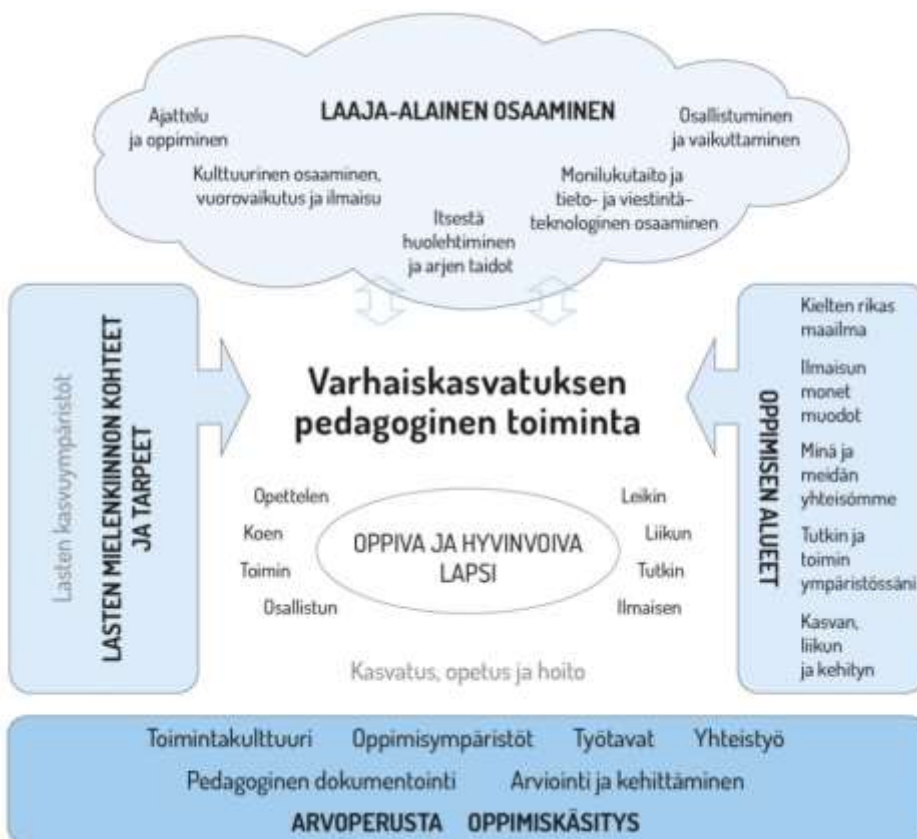 LAAJA-ALAINEN OSAAMINEN
Ajattelu
ja oppiminen
Kulttuurinen osaaminen,
vuorovaikutus ja ilmaisu
Itsestä
huolehtiminen
ja arjen taidot
Monilukutaito ja
tieto- ja viestintä-
teknologinen osaaminen
Osallistuminen
ja vaikuttaminen
Lasten kasvuympäristöt
LASTEN MIELENKIINNON KOHTEET
JA TARPEET
Varhaiskasvatuksen
pedagoginen toiminta
Opettelen
Koen
Toimin
Osallistun
OPPIVA JA HYVINVOIVA
LAPSI
Leikin
Liikun
Tutkin
Ilmaisen
Kasvatus, opetus ja hoito
OPPIMISEN ALUEET
Kielten rikas
maailma
Ilmaisun
monet
muodot
Minä ja
meidän
yhteisömme
Tutkin ja
toimin
ympäristössäni
Kasvan,
liikun
ja kehityn
Toimintakulttuuri Oppimisympäristöt Työtavat Yhteistyö
Pedagoginen dokumentointi Arviointi ja kehittäminen
ARVOPERUSTA OPPIMISKÄSITYS